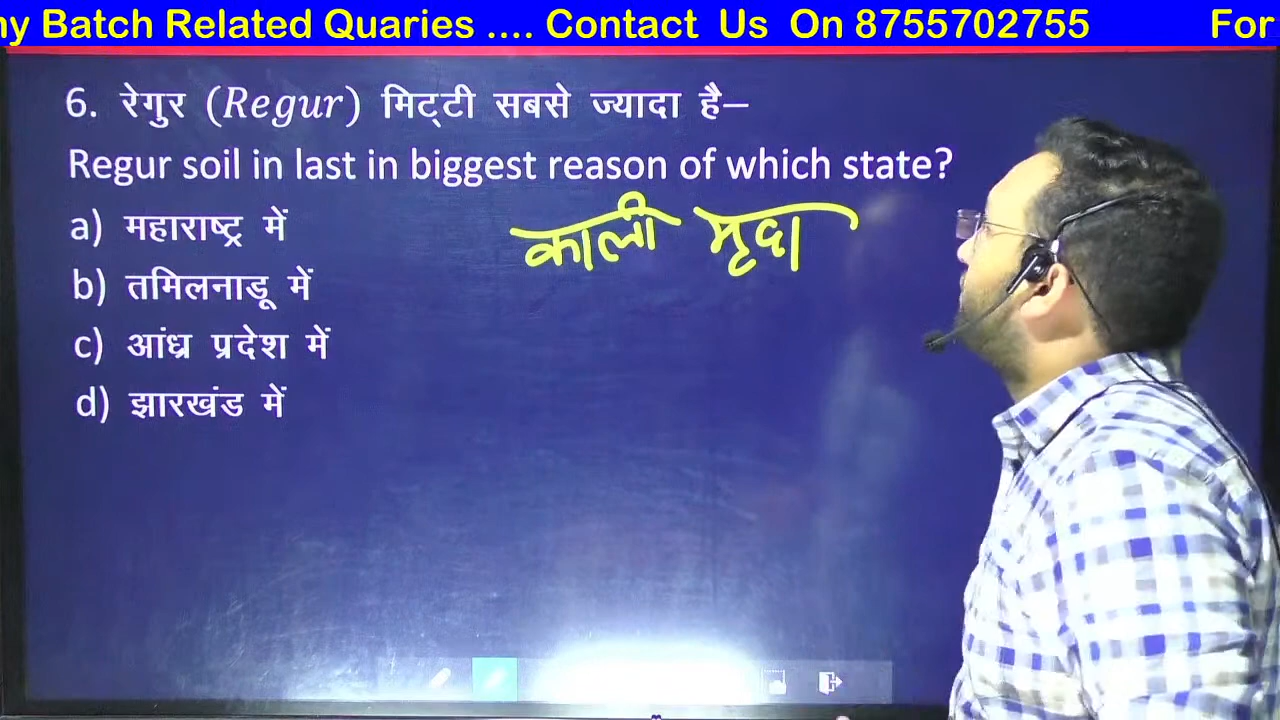 ny Batch Related Quaries .... Contact Us On 8755702755 For
6. रेगुर (Regur) मिट्टी सबसे ज्यादा है–
Regur soil in last in biggest reason of which state?
a) महाराष्ट्र में
काली मृदा
b) तमिलनाडू में
c) आंध्र प्रदेश में
d) झारखंड में